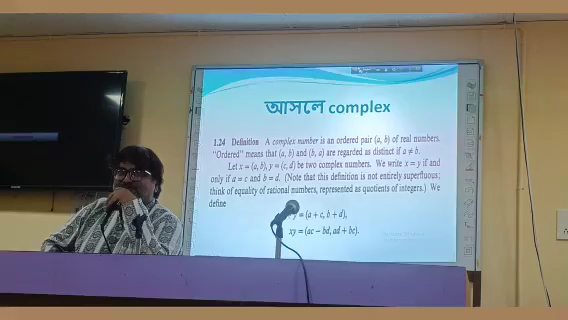 আসলে complex
1.24 Definition A complex number is an ordered pair (a, b) of real numbers.
"Ordered" means that (a, b) and (b, a) are regarded as distinct if a ≠ b.
Let x = (a, b), y = (c, d) be two complex numbers. We write x = y if and
only if a = c and b = d. (Note that this definition is not entirely superfluous;
think of equality of rational numbers, represented as quotients of integers.) We
define
y = (a + c, b + d),
xy = (ac − bd, ad + bc).